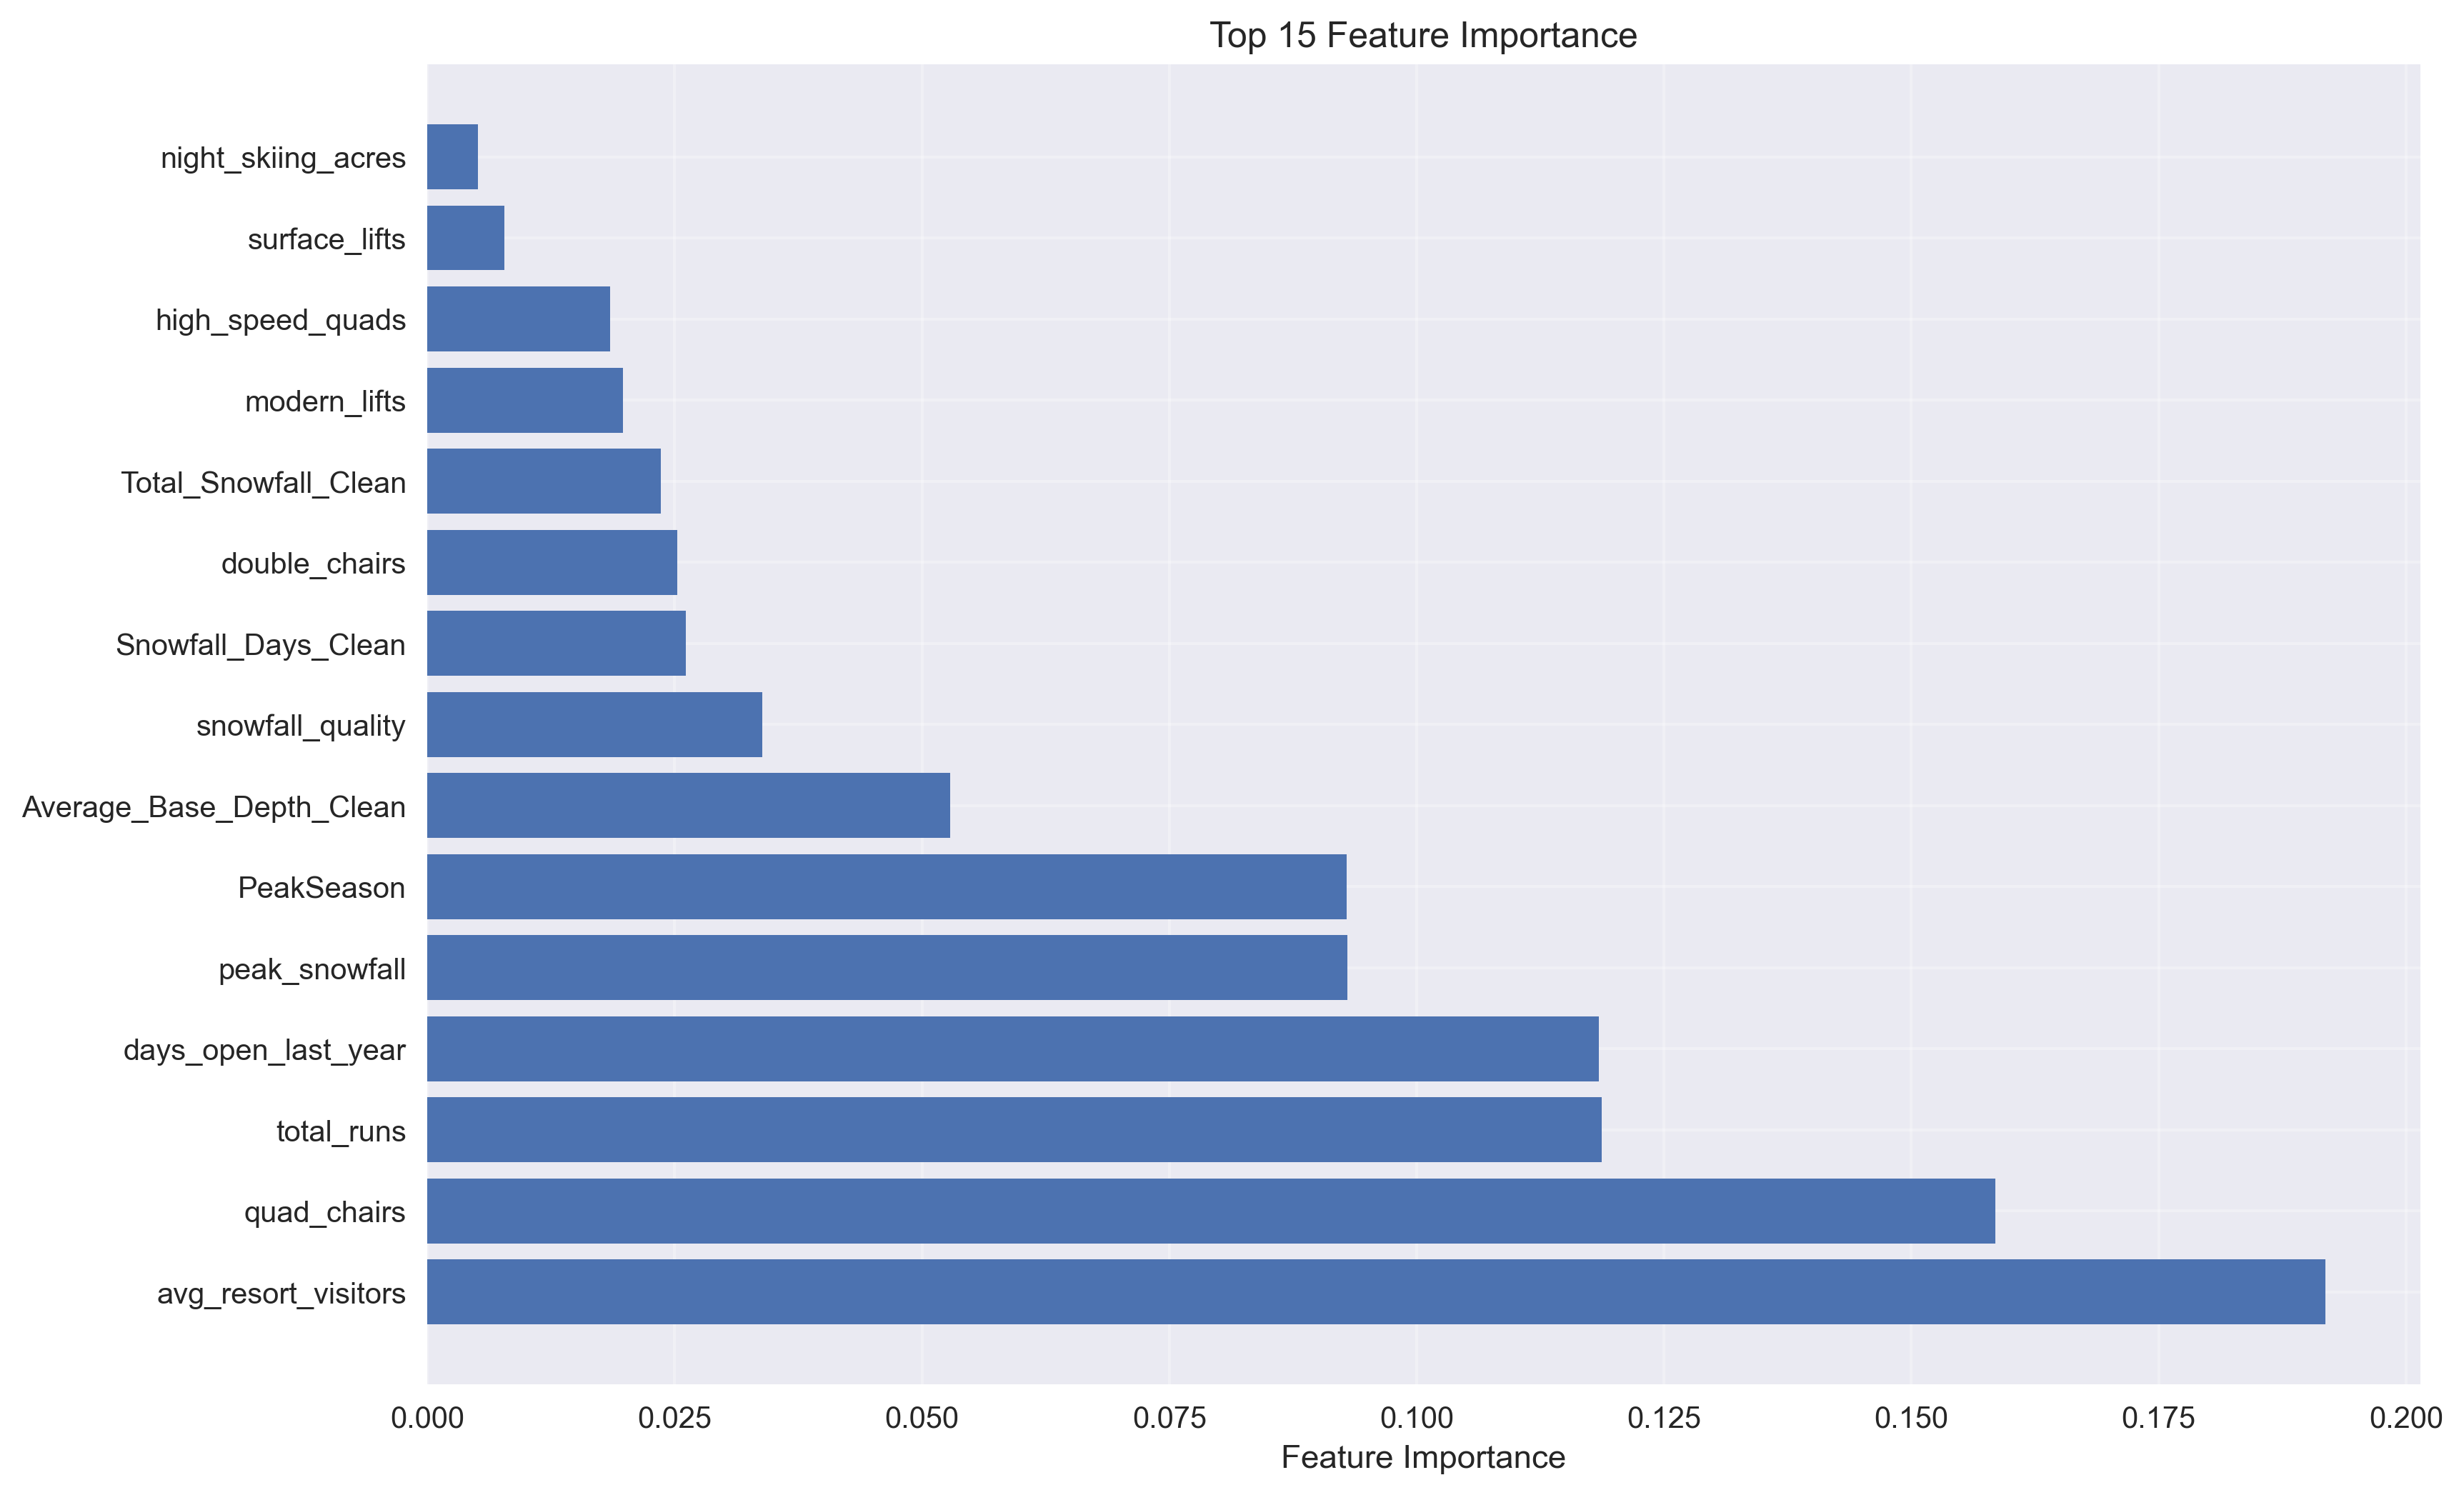 Top 15 Feature Importance
night_skiing_acres
surface_lifts
high_speed_quads
modern_lifts
Total_Snowfall_Clean
double_chairs
Snowfall_Days_Clean
snowfall_quality
Average_Base_Depth_Clean
PeakSeason
peak_snowfall
days_open_last_year
total_runs
quad_chairs
avg_resort_visitors
0.000 0.025 0.050 0.075 0.100 0.125 0.150 0.175 0.200
Feature Importance